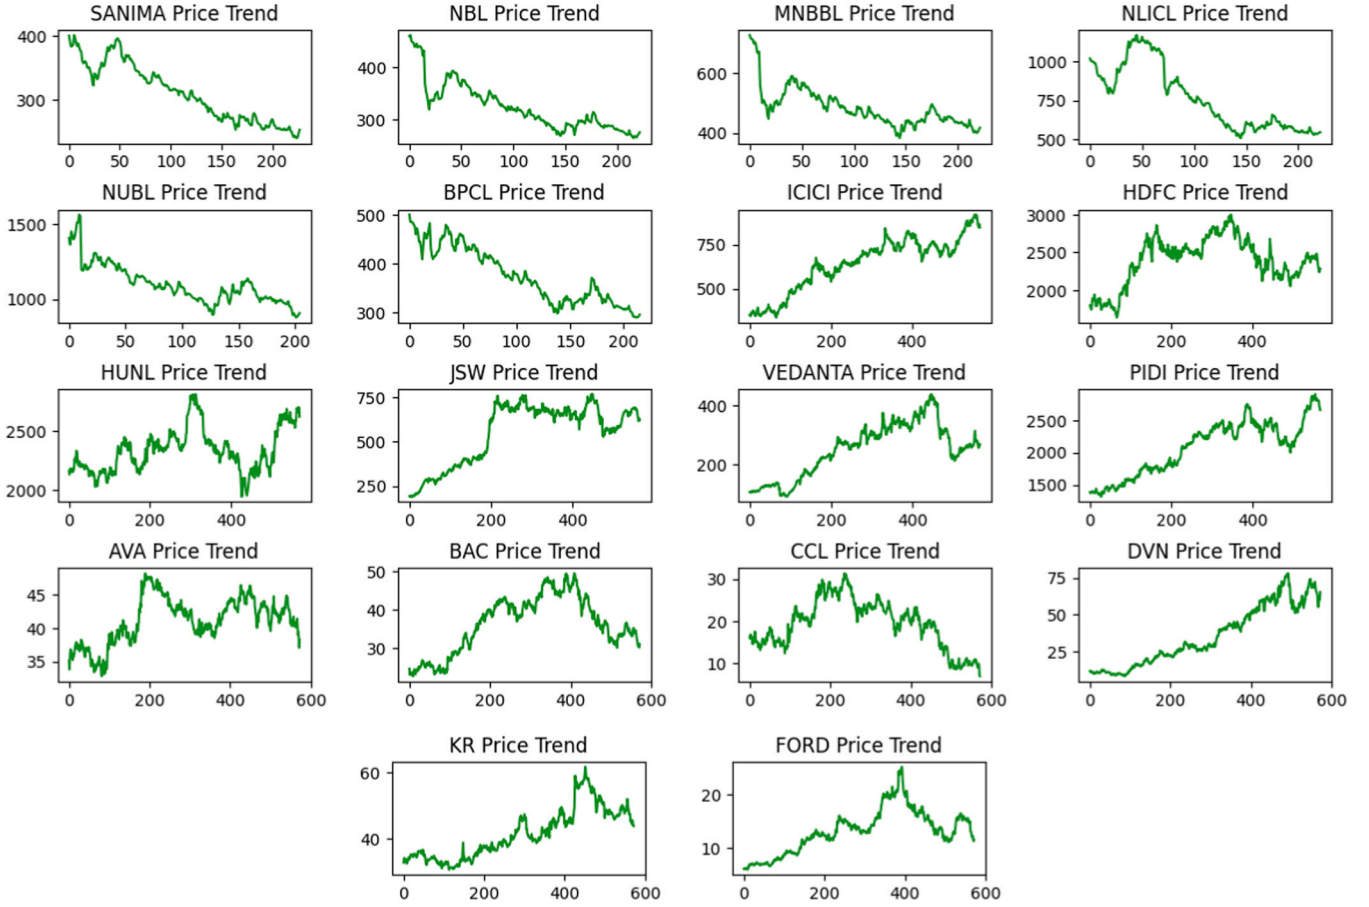 SANIMA Price Trend
400
300
0 50 100 150 200
NBL Price Trend
400
300
0 50 100 150 200
MNBBL Price Trend
600
400
0 50 100 150 200
NLICL Price Trend
1000
750
500
0 50 100 150 200
NUBL Price Trend
1500
1000
0 50 100 150 200
BPCL Price Trend
500
400
300
0 50 100 150 200
ICICI Price Trend
750
500
0 200 400
HDFC Price Trend
3000
2500
2000
0 200 400
HUNL Price Trend
2500
2000
0 200 400
JSW Price Trend
750
500
250
0 200 400
VEDANTA Price Trend
400
200
0 200 400
PIDI Price Trend
2500
2000
1500
0 200 400
AVA Price Trend
45
40
35
0 200 400 600
BAC Price Trend
50
40
30
0 200 400 600
CCL Price Trend
30
20
10
0 200 400 600
DVN Price Trend
75
50
25
0 200 400 600
KR Price Trend
60
40
0 200 400 600
FORD Price Trend
20
10
0 200 400 600